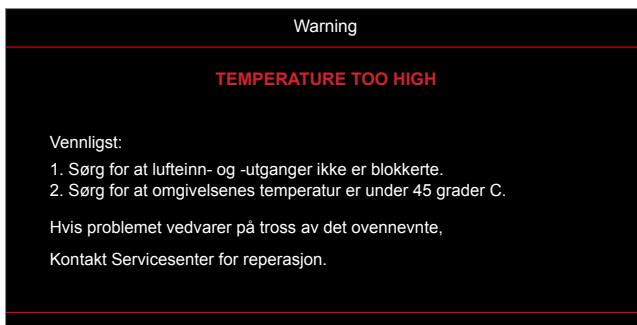 Warning
TEMPERATURE TOO HIGH
Vennligst:
1. Sørg for at lufteinn- og -utganger ikke er blokkerte.
2. Sørg for at omgivelsenes temperatur er under 45 grader C.
Hvis problemet vedvarer på tross av det ovennevnte,
Kontakt Servicesenter for reperasjon.